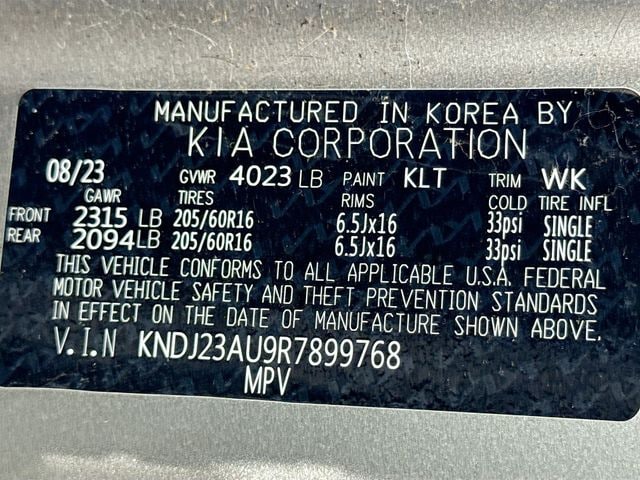 MANUFACTURED IN KOREA BY
KIA CORPORATION
08/23 GVWR 4023 LB PAINT KLT TRIM WK
GAWR TIRES RIMS COLD TIRE INFL
FRONT 2315 LB 205/60R16 6.5Jx16 33psi SINGLE
REAR 2094 LB 205/60R16 6.5Jx16 33psi SINGLE
THIS VEHICLE CONFORMS TO ALL APPLICABLE U.S.A. FEDERAL
MOTOR VEHICLE SAFETY AND THEFT PREVENTION STANDARDS
IN EFFECT ON THE DATE OF MANUFACTURE SHOWN ABOVE.
V.I.N KNDJ23AU9R7899768
MPV